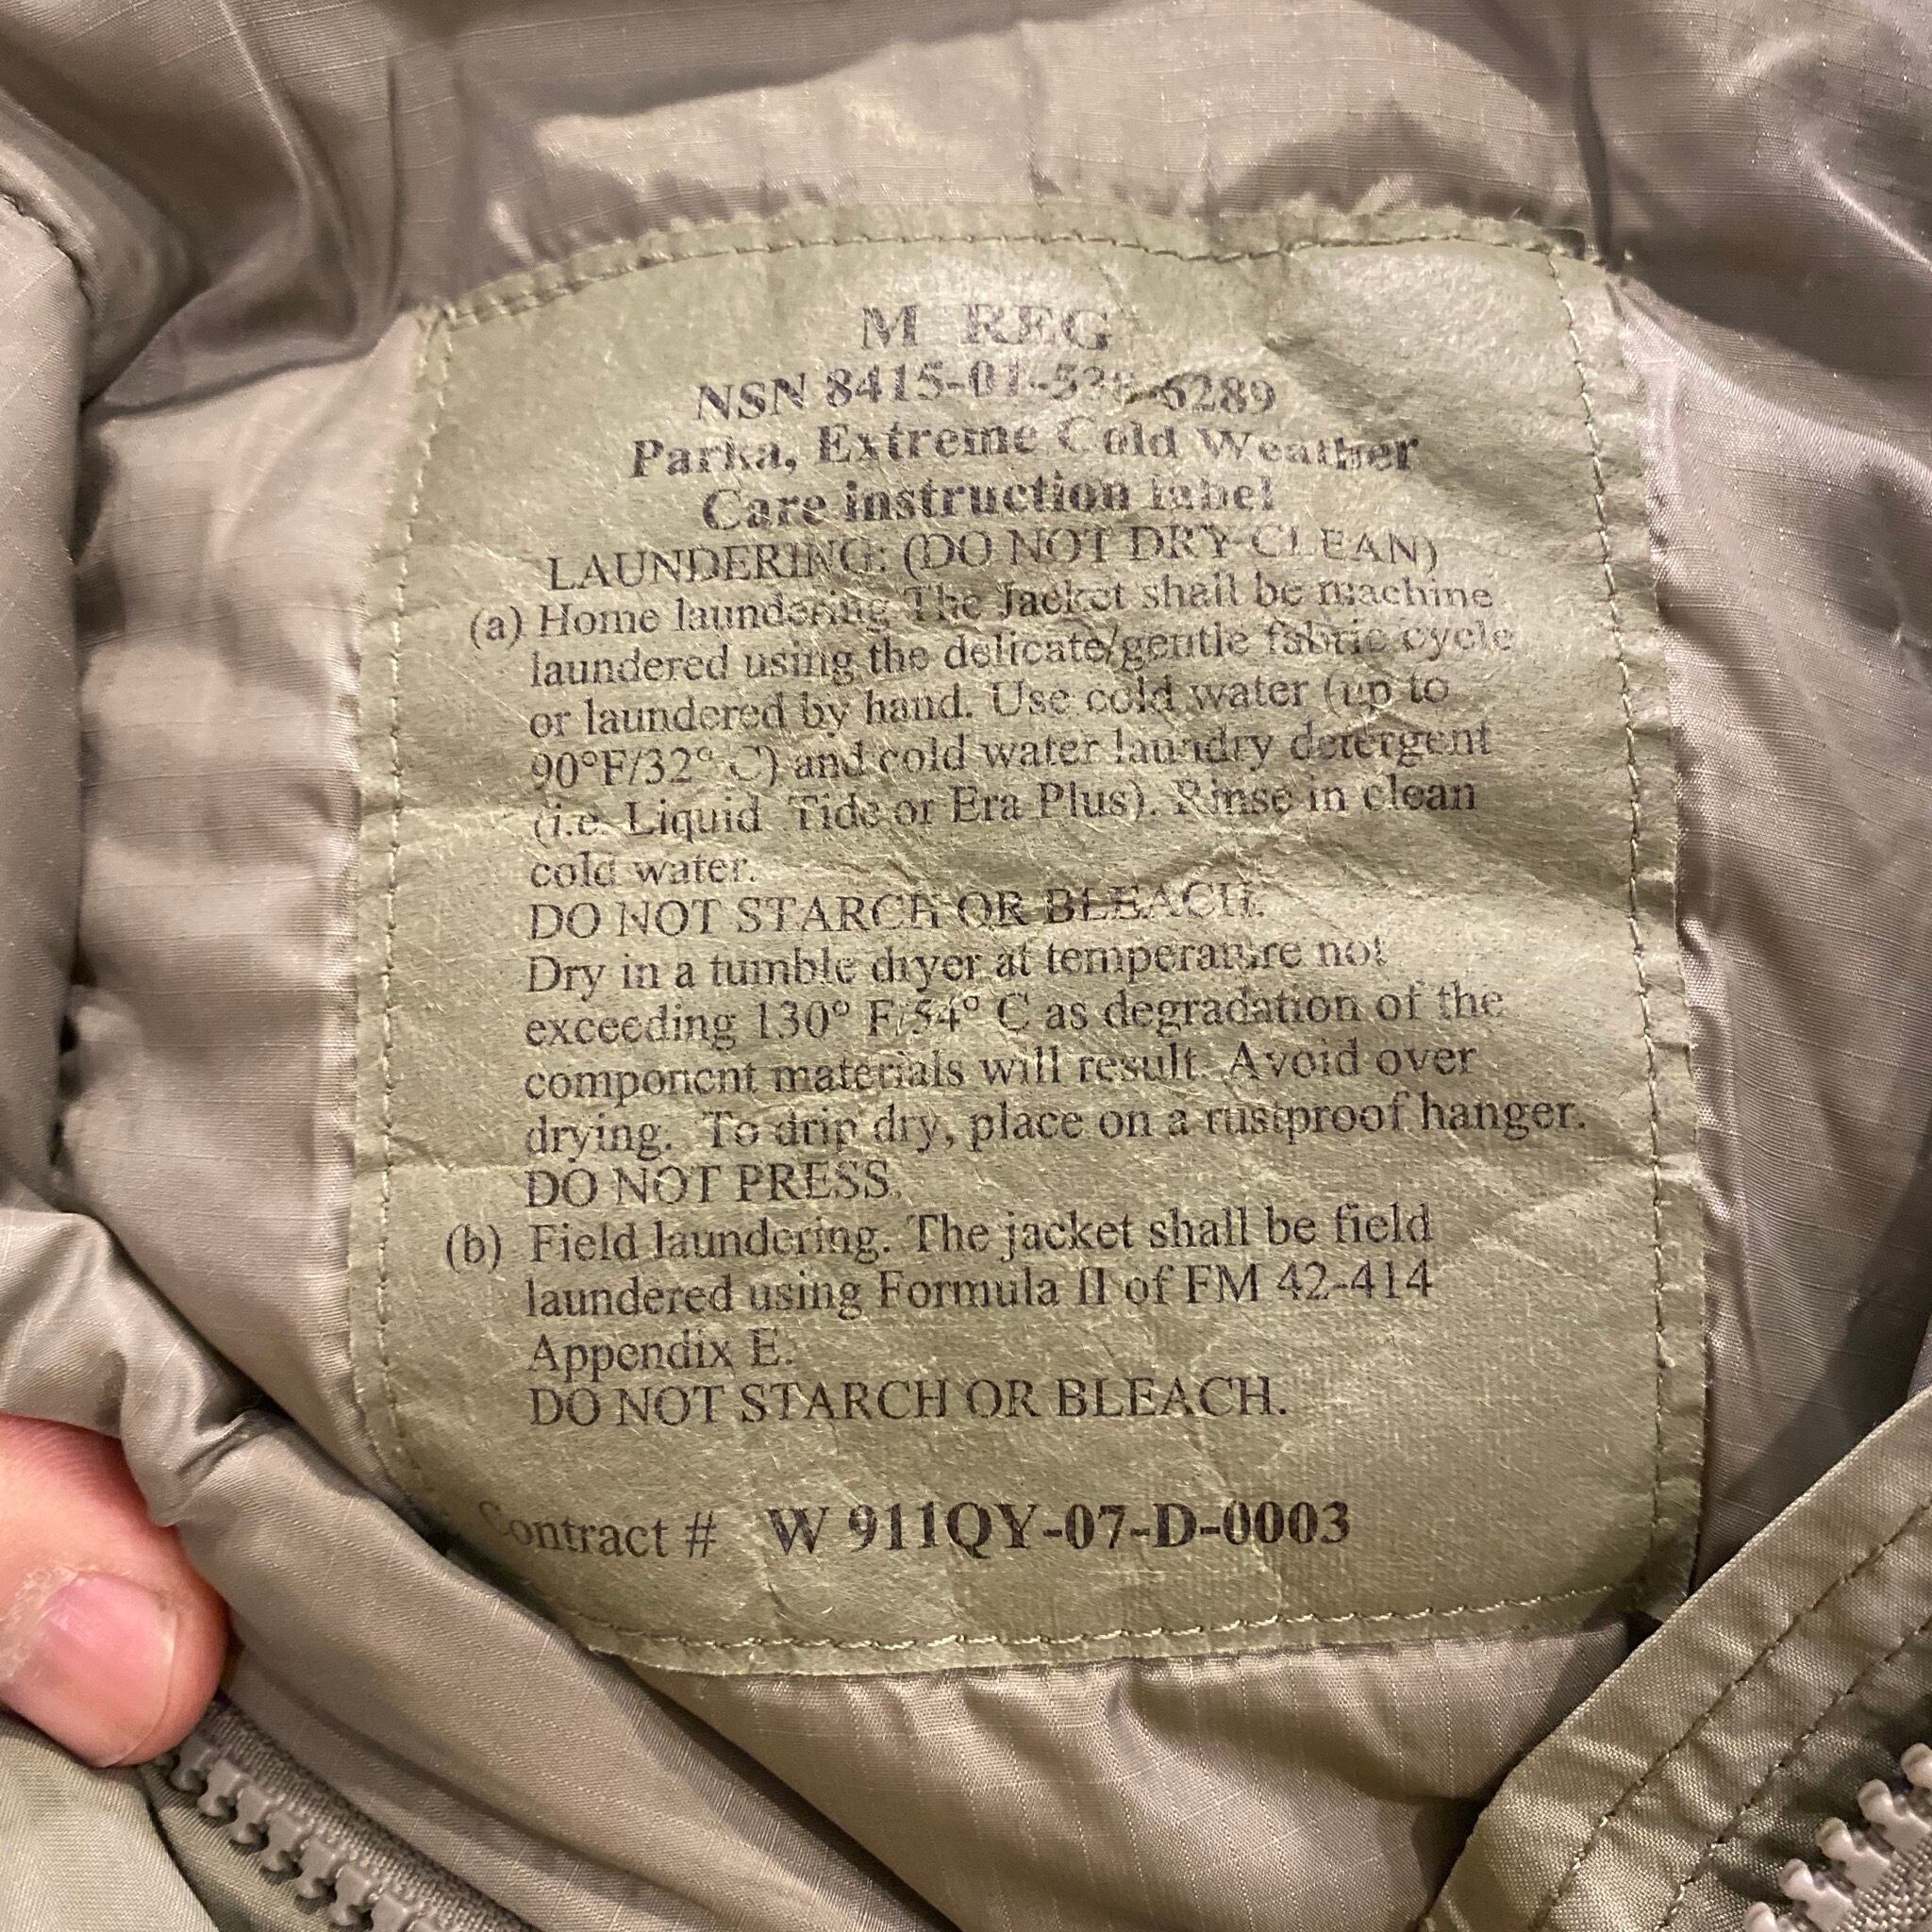 M REG
NSN 8415-01-538-6289
Parka, Extreme Cold Weather
Care instruction label
LAUNDERING: (DO NOT DRY CLEAN)
(a) Home laundering The Jacket shall be machine
laundered using the delicate/gentle fabric cycle
or laundered by hand. Use cold water (up to
90°F/32° C) and cold water laundry detergent
(i.e. Liquid Tide or Era Plus). Rinse in clean
cold water.
DO NOT STARCH OR BLEACH.
Dry in a tumble dryer at temperature not
exceeding 130° F/54° C as degradation of the
component materials will result. Avoid over
drying. To drip dry, place on a rustproof hanger.
DO NOT PRESS.
(b) Field laundering. The jacket shall be field
laundered using Formula II of FM 42-414
Appendix E.
DO NOT STARCH OR BLEACH.
Contract # W 911QY-07-D-0003